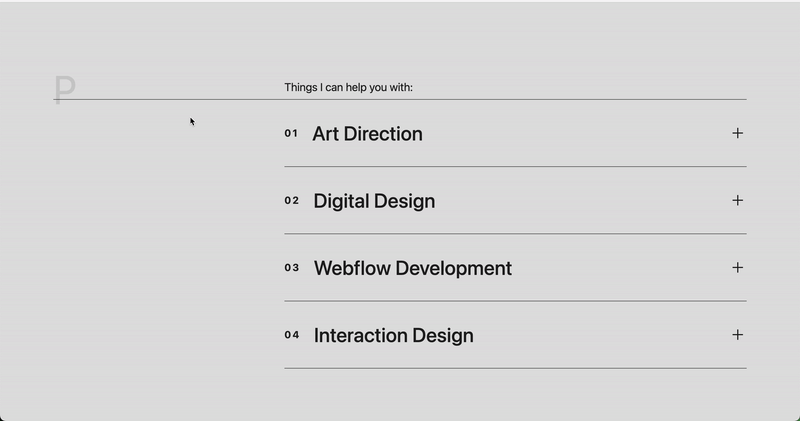 P
Things I can help you with:
01 Art Direction +
02 Digital Design +
03 Webflow Development +
04 Interaction Design +